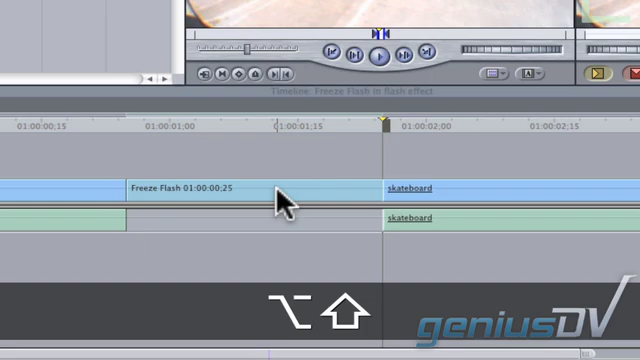 Timeline: Freeze Flash in flash effect
01:00:00;15
01:00:01;00
01:00:01;15
01:00:02;00
01:00:02;15
Freeze Flash 01:00:00;25
skateboard
skateboard
⌥⇧
geniusDV